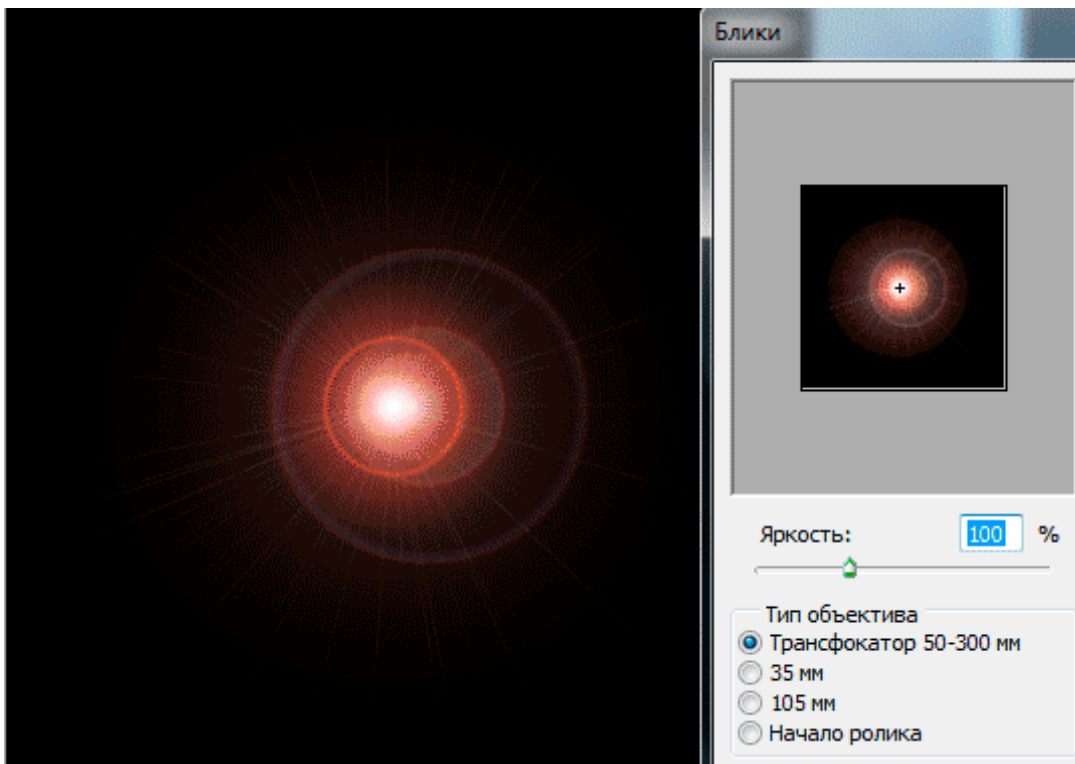 Блики
Яркость: 100 %
Тип объектива
Трансфокатор 50-300 мм
35 мм
105 мм
Начало ролика